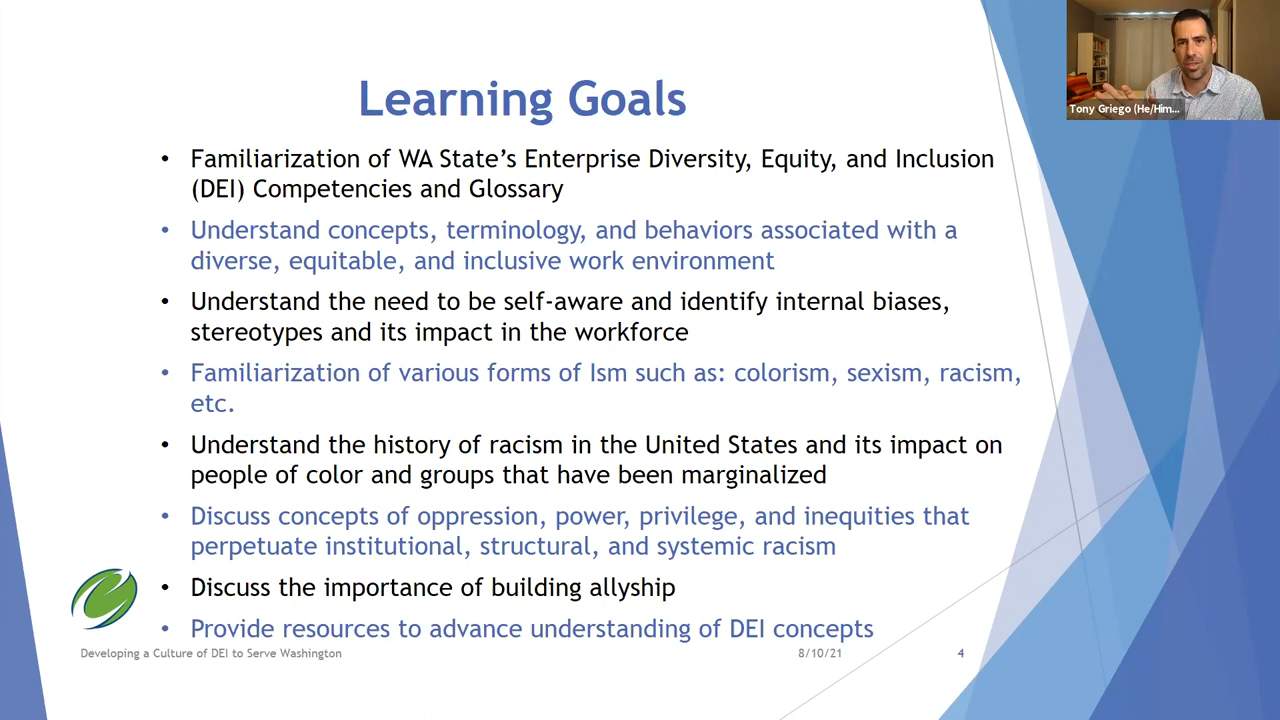 Learning Goals
Tony Griego (He/Him...
• Familiarization of WA State’s Enterprise Diversity, Equity, and Inclusion
(DEI) Competencies and Glossary
• Understand concepts, terminology, and behaviors associated with a
diverse, equitable, and inclusive work environment
• Understand the need to be self-aware and identify internal biases,
stereotypes and its impact in the workforce
• Familiarization of various forms of Ism such as: colorism, sexism, racism,
etc.
• Understand the history of racism in the United States and its impact on
people of color and groups that have been marginalized
• Discuss concepts of oppression, power, privilege, and inequities that
perpetuate institutional, structural, and systemic racism
• Discuss the importance of building allyship
• Provide resources to advance understanding of DEI concepts
Developing a Culture of DEI to Serve Washington
8/10/21
4